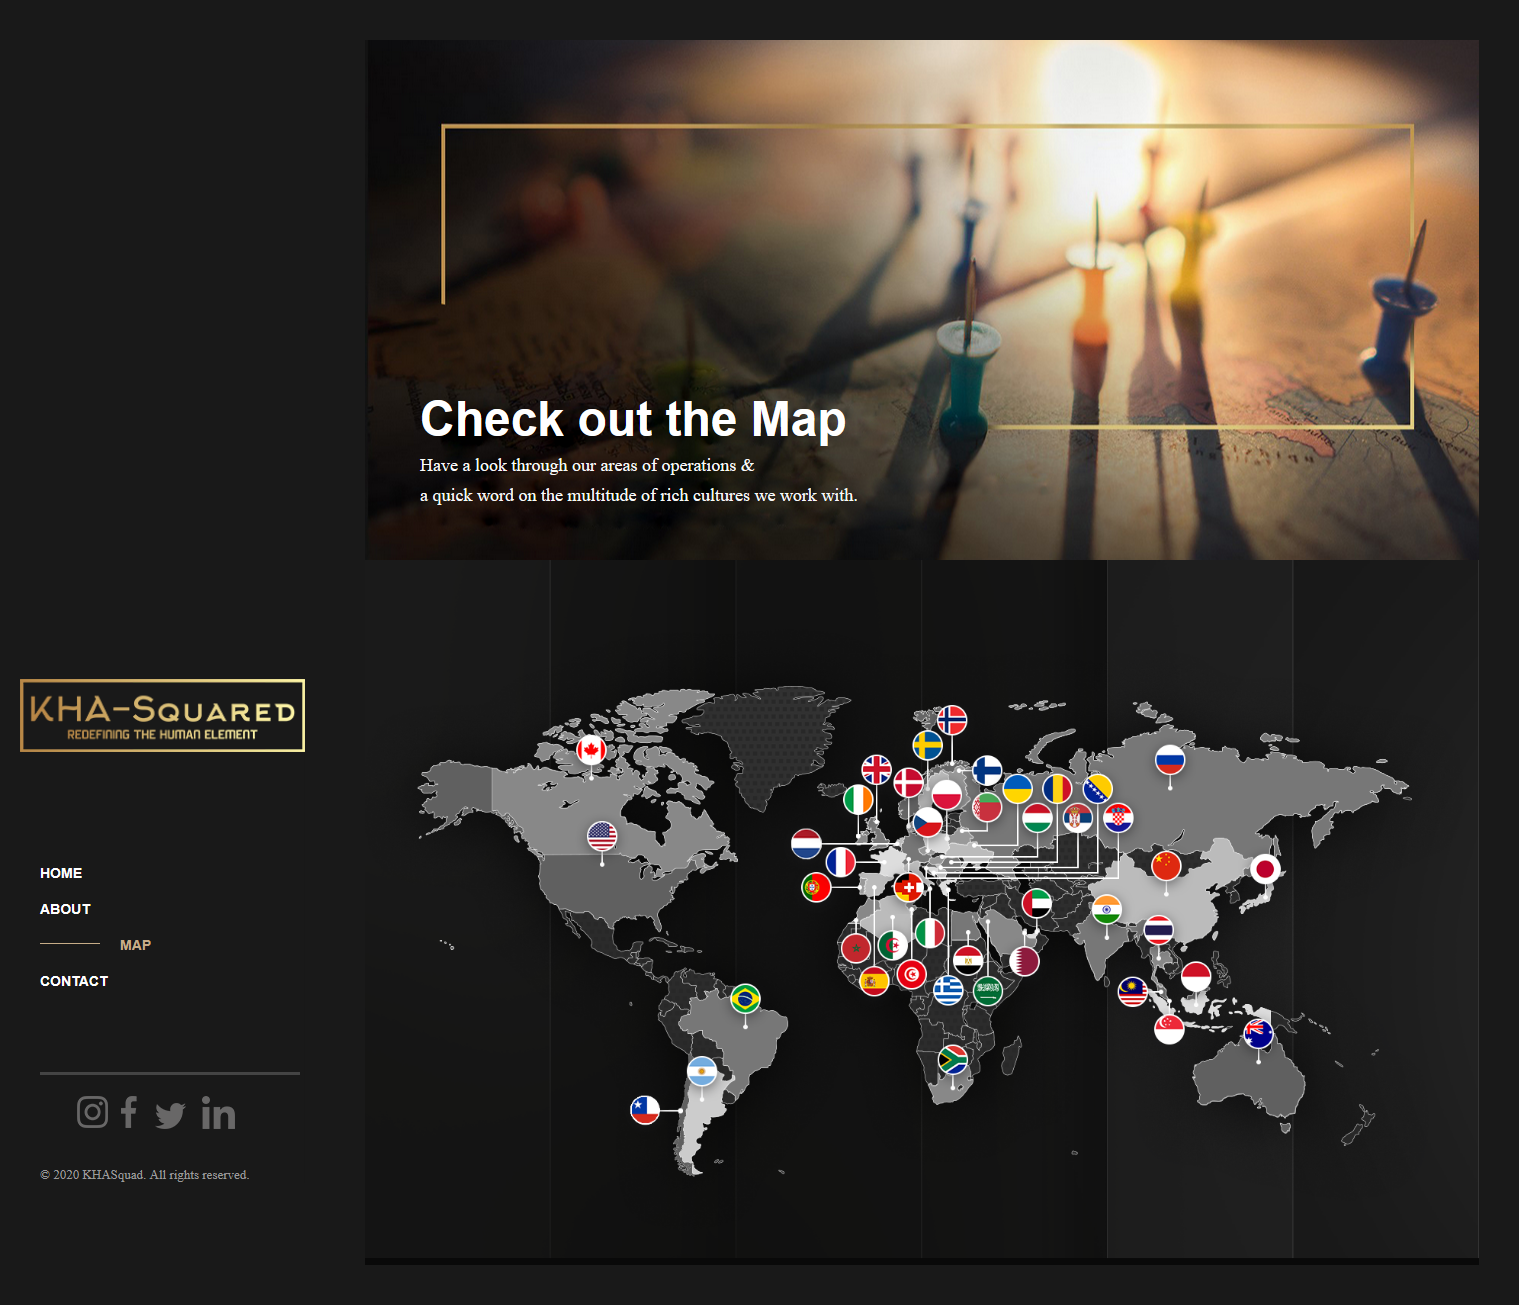 Check out the Map
Have a look through our areas of operations &
a quick word on the multitude of rich cultures we work with.
KHA-SQUARED
REDEFINING THE HUMAN ELEMENT
HOME
ABOUT
MAP
CONTACT
© 2020 KHASquad. All rights reserved.